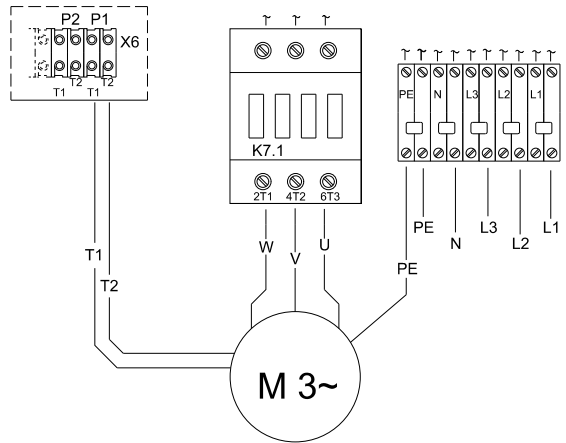 P2 P1
X6
T2 T2
T1 T1
K7.1
2T1 4T2 6T3
PE N L3 L2 L1
PE N L3 L2 L1
W V U
T1
T2
PE
M 3~